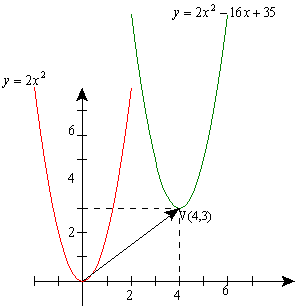 y = 2x² − 16x + 35
y = 2x²
6
4
V(4,3)
2
2 4 6